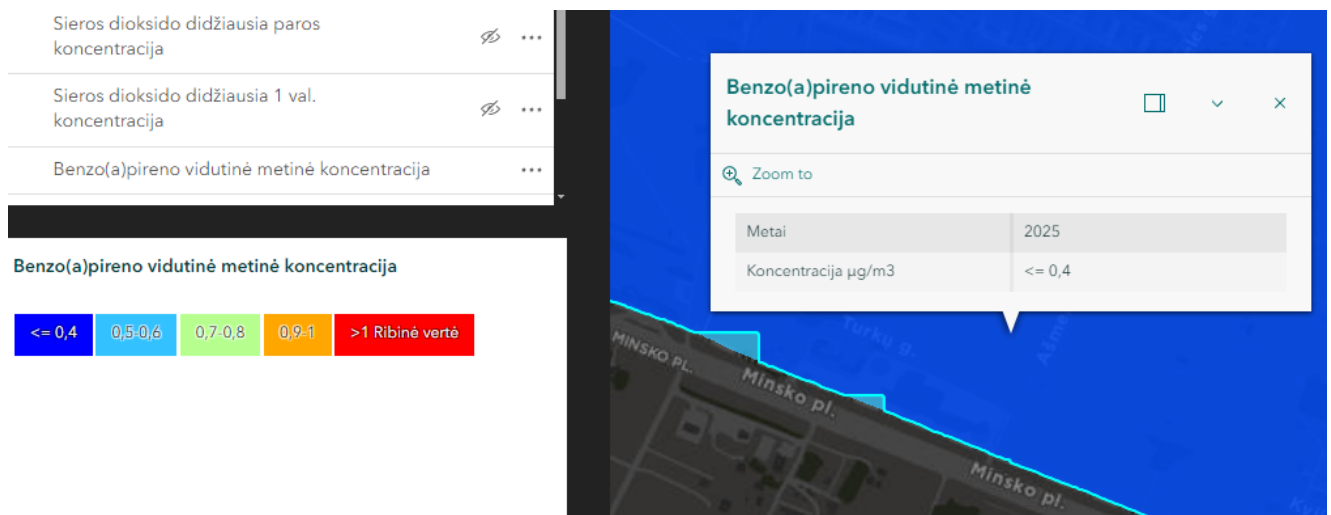 Sieros dioksido didžiausia paros
koncentracija
Sieros dioksido didžiausia 1 val.
koncentracija
Benzo(a)pireno vidutinė metinė koncentracija
Benzo(a)pireno vidutinė metinė koncentracija
<= 0,4
0,5-0,6
0,7-0,8
0,9-1
>1 Ribinė vertė
Benzo(a)pireno vidutinė metinė
koncentracija
Zoom to
Metai 2025
Koncentracija µg/m3 <= 0,4
Turku g.
MINSKO PL.
Minsko pl.
Minsko pl.